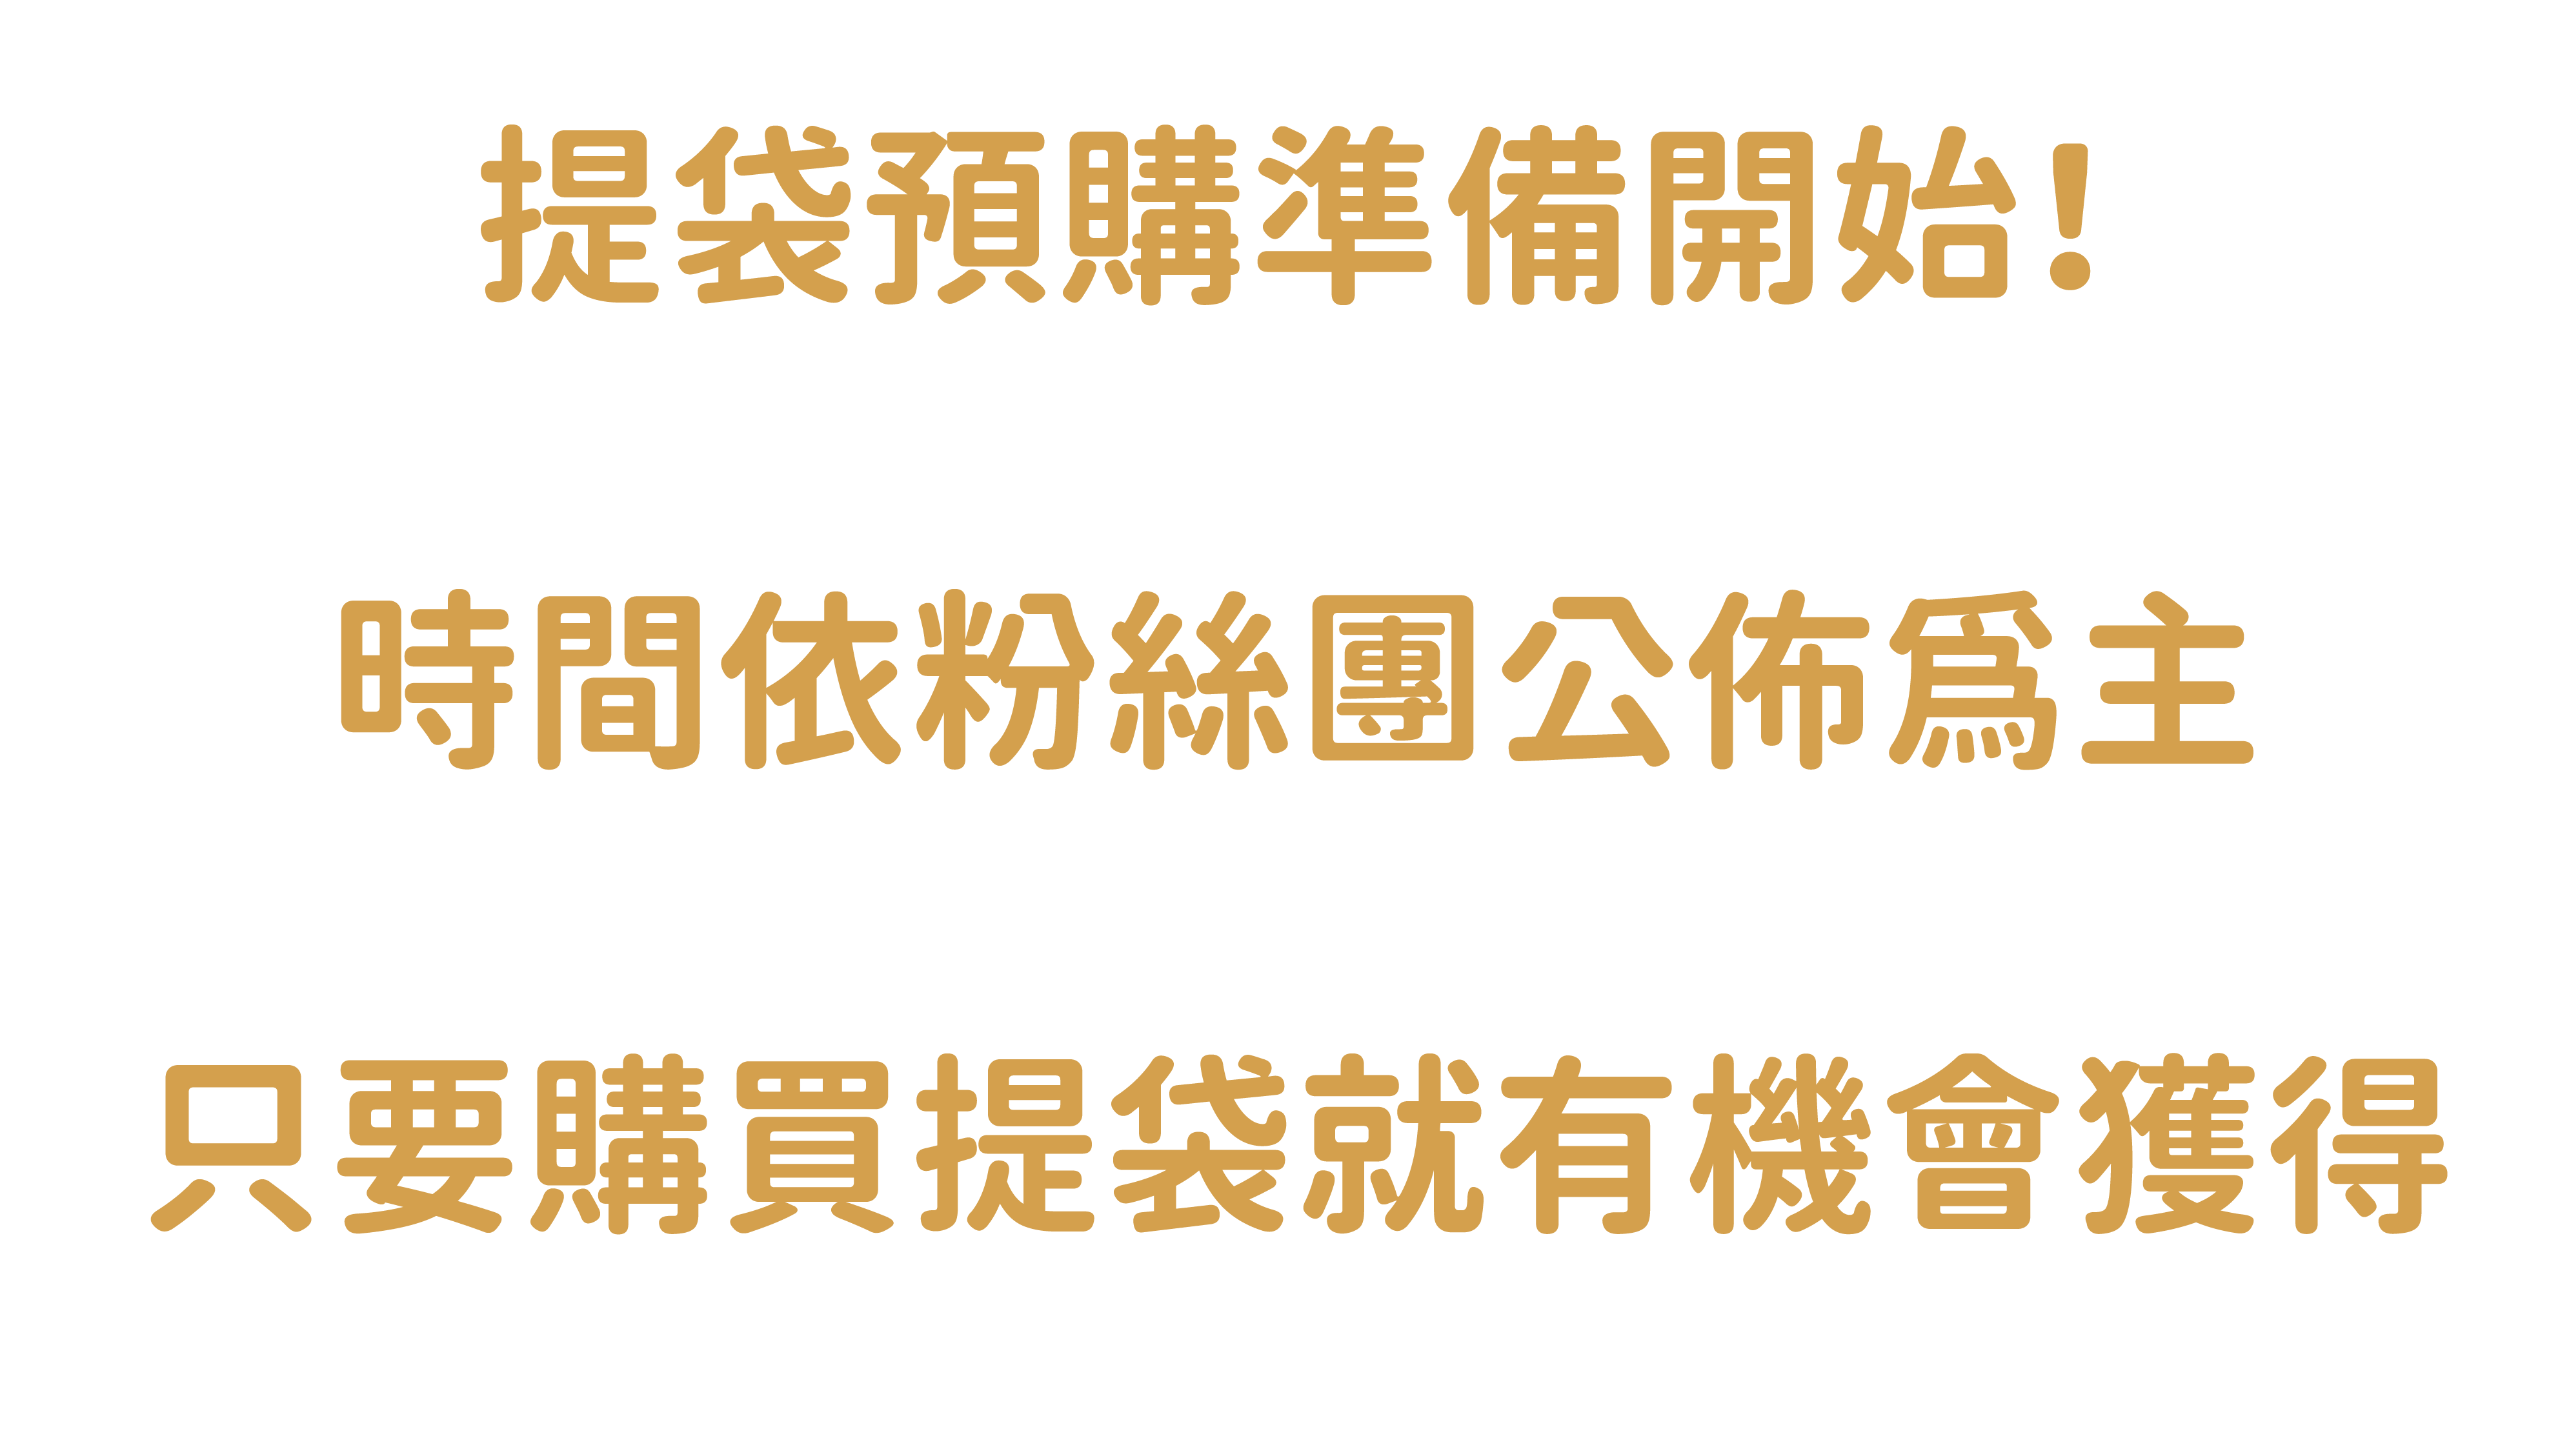 提袋預購準備開始!
時間依粉絲團公佈為主
只要購買提袋就有機會獲得